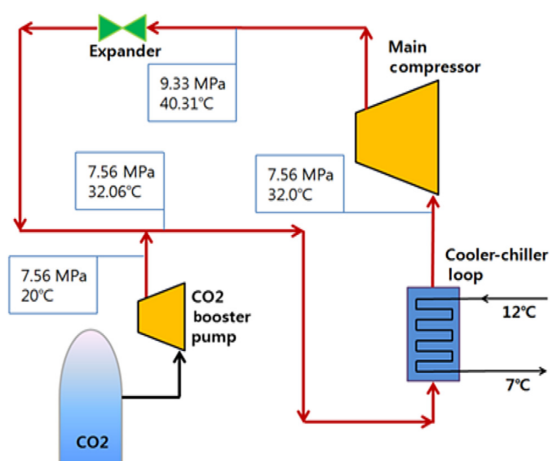 Expander
Main
compressor
9.33 MPa
40.31℃
7.56 MPa
32.06℃
7.56 MPa
32.0℃
7.56 MPa
20℃
CO2
booster
pump
Cooler-chiller
loop
12℃
7℃
CO2